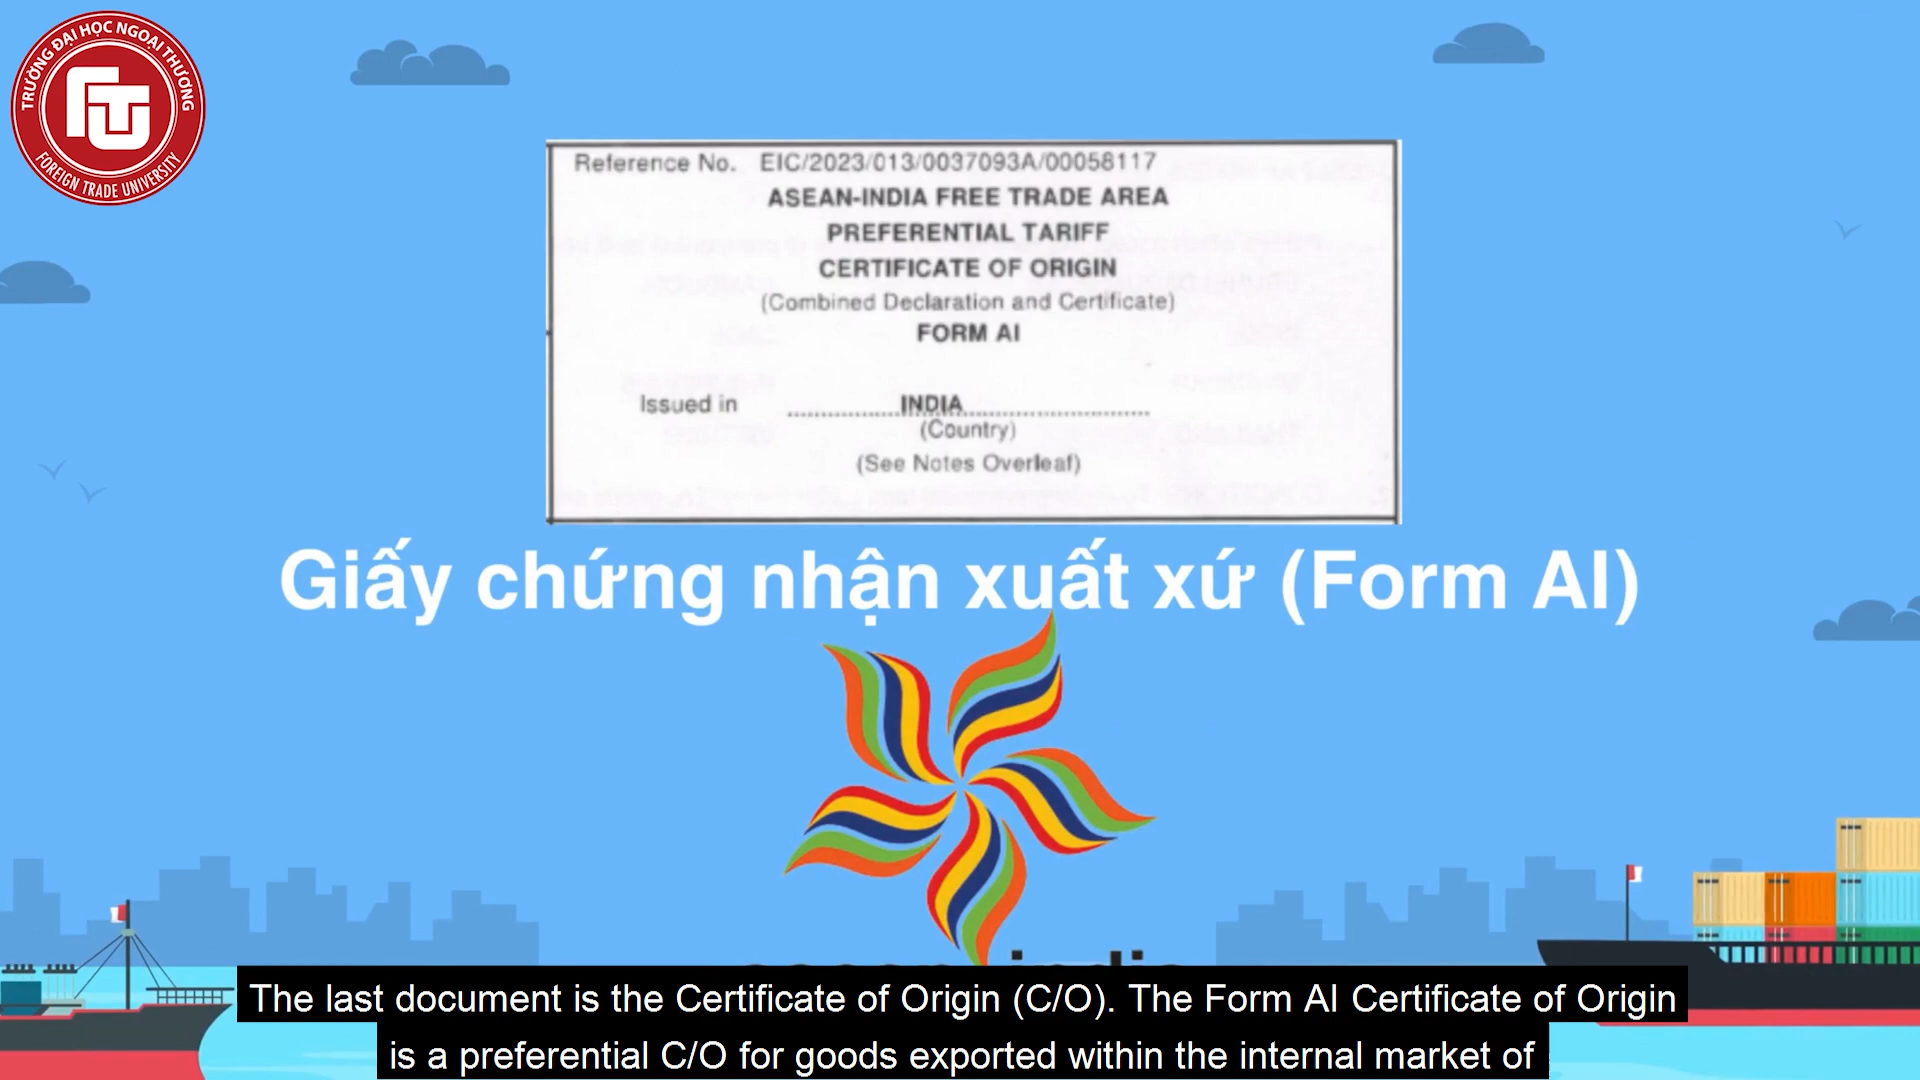 TRƯỜNG ĐẠI HỌC NGOẠI THƯƠNG
FTU
FOREIGN TRADE UNIVERSITY
Reference No. EIC/2023/013/0037093A/00058117
ASEAN-INDIA FREE TRADE AREA
PREFERENTIAL TARIFF
CERTIFICATE OF ORIGIN
(Combined Declaration and Certificate)
FORM AI
Issued in INDIA
(Country)
(See Notes Overleaf)
Giấy chứng nhận xuất xứ (Form AI)
The last document is the Certificate of Origin (C/O). The Form AI Certificate of Origin
is a preferential C/O for goods exported within the internal market of